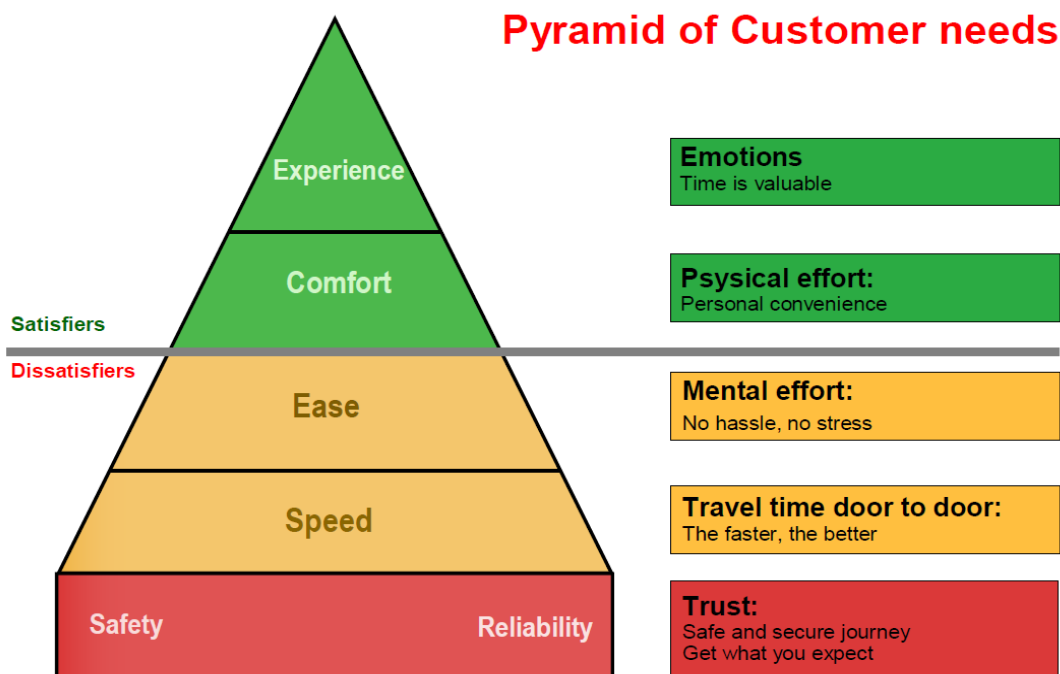 Pyramid of Customer needs
Experience
Emotions
Time is valuable
Comfort
Psysical effort:
Personal convenience
Satisfiers
Dissatisfiers
Ease
Mental effort:
No hassle, no stress
Speed
Travel time door to door:
The faster, the better
Safety
Reliability
Trust:
Safe and secure journey
Get what you expect